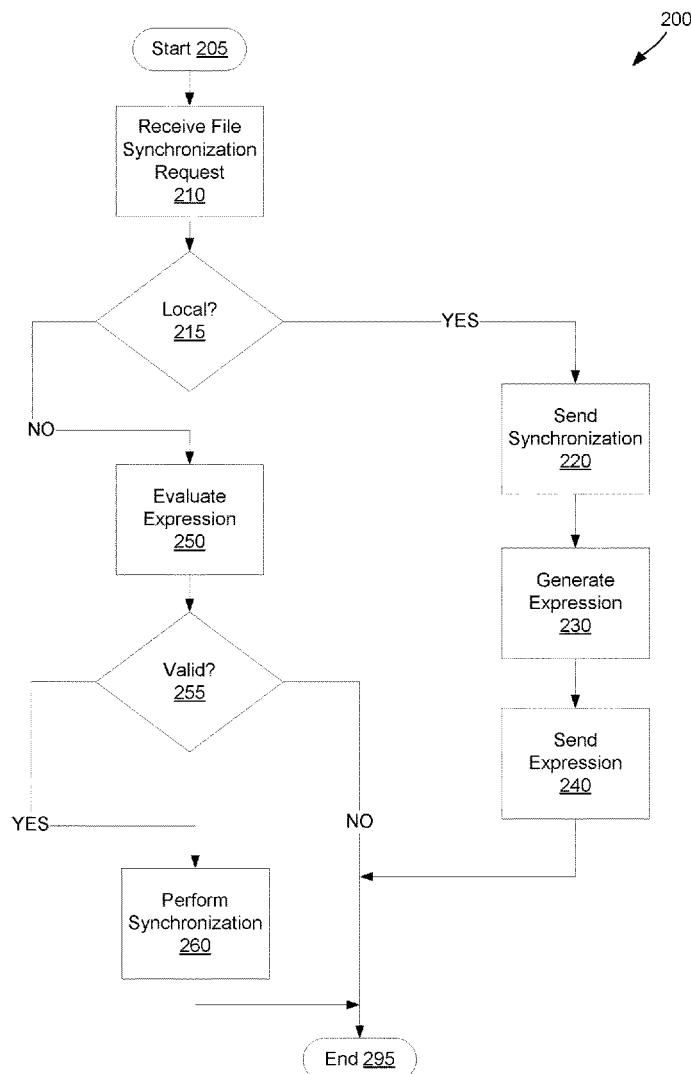 200
Start 205
Receive File
Synchronization
Request
210
Local?
215
YES
NO
Send
Synchronization
220
Evaluate
Expression
250
Generate
Expression
230
Valid?
255
Send
Expression
240
YES
NO
Perform
Synchronization
260
End 295